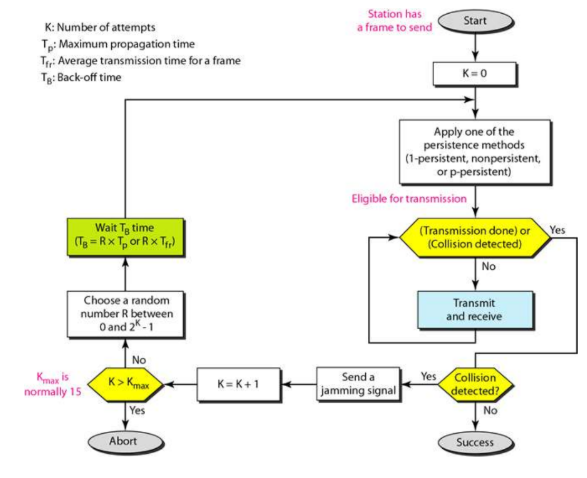 Station has
a frame to send
Start
K: Number of attempts
Tp: Maximum propagation time
Tfr: Average transmission time for a frame
TB: Back-off time
K = 0
Apply one of the
persistence methods
(1-persistent, nonpersistent,
or p-persistent)
Eligible for transmission
Wait TB time
(TB = R × Tp or R × Tfr)
(Transmission done) or
(Collision detected)
Yes
No
Choose a random
number R between
0 and 2^K - 1
Transmit
and receive
No
Kmax is
normally 15
K > Kmax
K = K + 1
Send a
jamming signal
Yes
Collision
detected?
Yes
No
Abort
Success